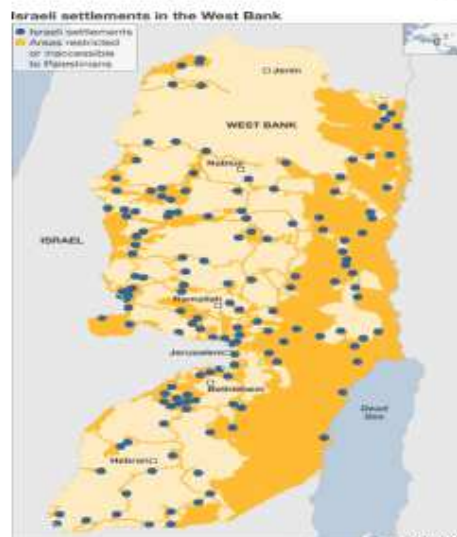 Israeli settlements in the West Bank
Israeli settlements
Areas restricted
or inaccessible
to Palestinians
Jenin
WEST BANK
Nablus
ISRAEL
Ramallah
Jerusalem
Bethlehem
Dead
Sea
Hebron